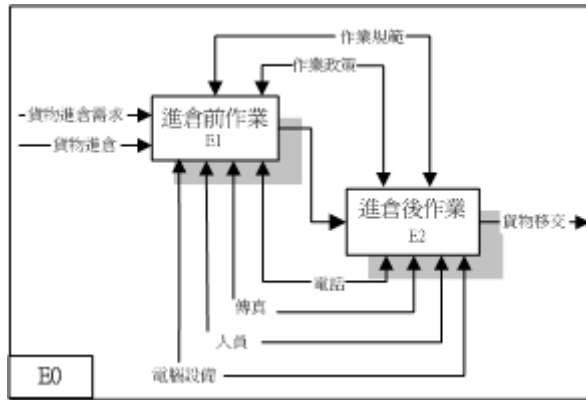 作業規範
作業政策
貨物進倉需求
貨物進倉
進倉前作業
E1
進倉後作業
E2
貨物移交
電話
傳真
人員
電腦設備
E0